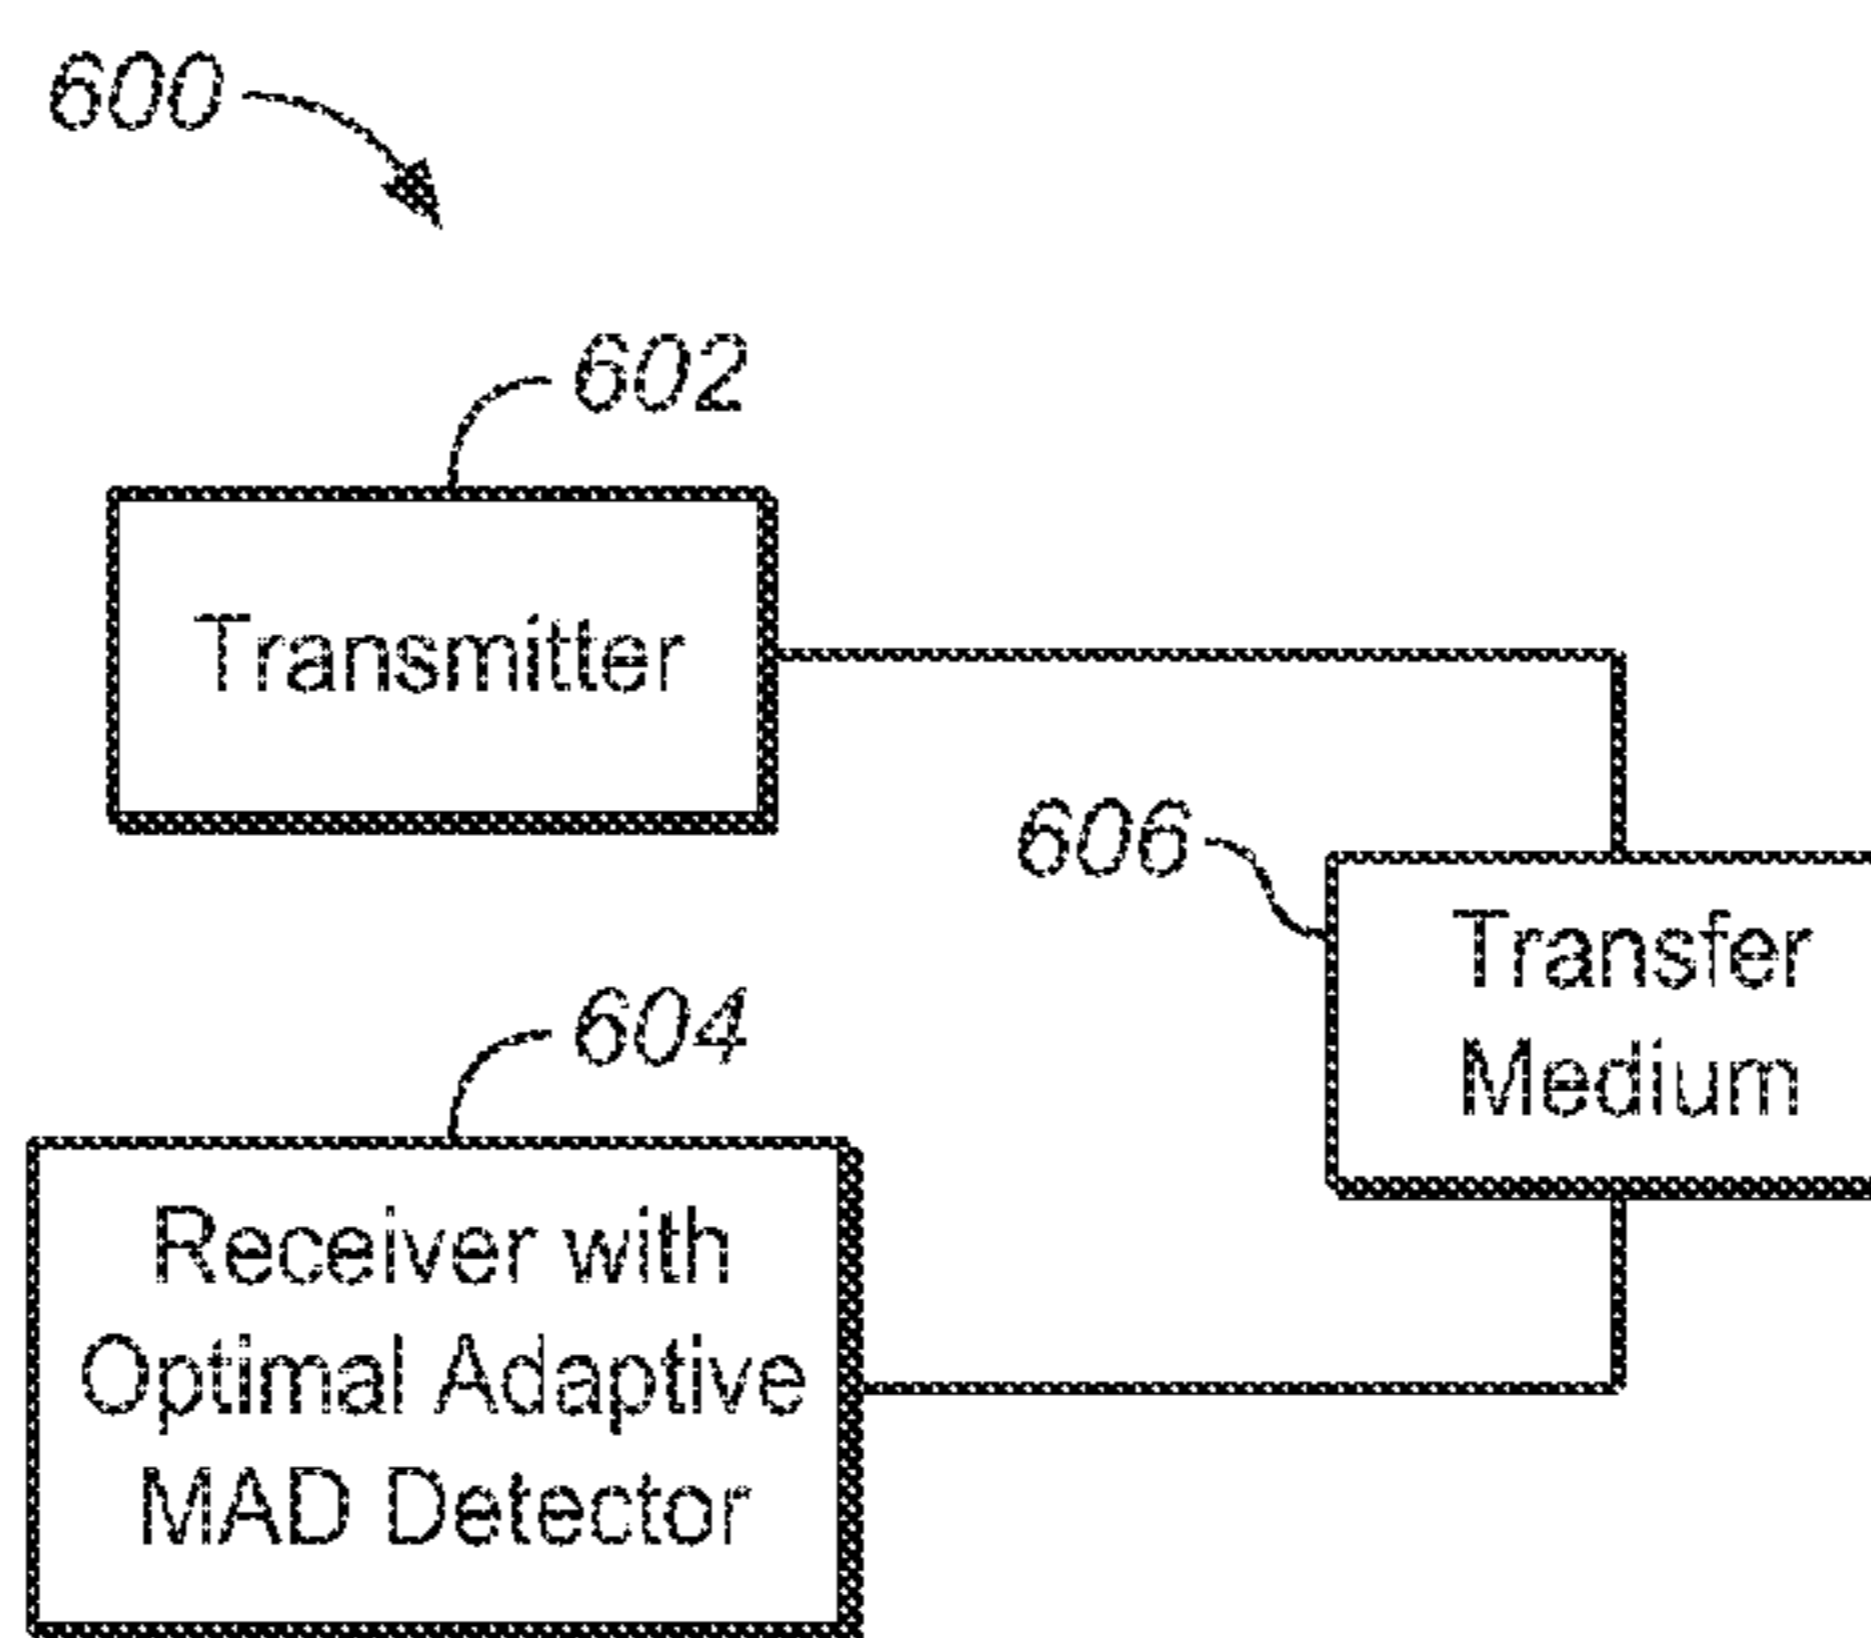 600
602
Transmitter
606
Transfer
Medium
604
Receiver with
Optimal Adaptive
MAD Detector